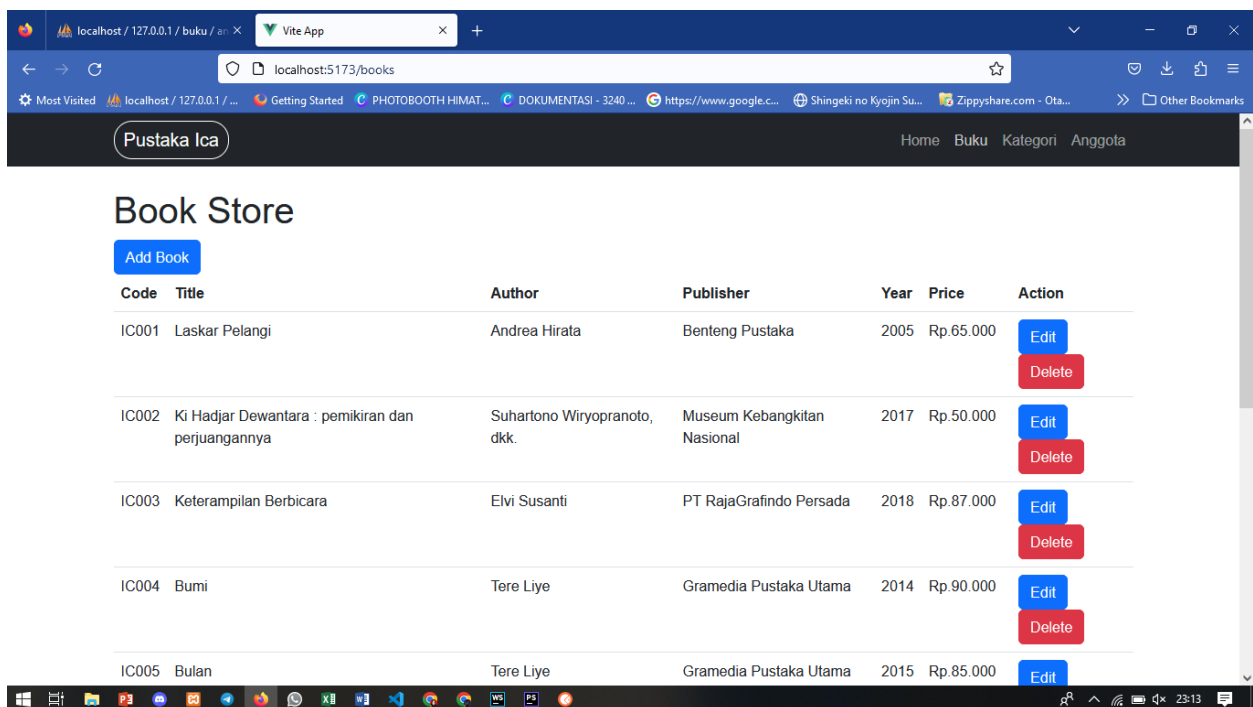 localhost / 127.0.0.1 / buku / an
Vite App
localhost:5173/books
Most Visited localhost / 127.0.0.1 / ... Getting Started PHOTOBOOTH HIMAT... DOKUMENTASI - 3240 ... https://www.google.c... Shingeki no Kyojin Su... Zippyshare.com - Ota... Other Bookmarks
Pustaka Ica Home Buku Kategori Anggota
Book Store
Add Book
Code Title Author Publisher Year Price Action
IC001 Laskar Pelangi Andrea Hirata Benteng Pustaka 2005 Rp.65.000 Edit
Delete
IC002 Ki Hadjar Dewantara : pemikiran dan Suhartono Wiryopranoto, Museum Kebangkitan 2017 Rp.50.000 Edit
perjuangannya dkk. Nasional
Delete
IC003 Keterampilan Berbicara Elvi Susanti PT RajaGrafindo Persada 2018 Rp.87.000 Edit
Delete
IC004 Bumi Tere Liye Gramedia Pustaka Utama 2014 Rp.90.000 Edit
Delete
IC005 Bulan Tere Liye Gramedia Pustaka Utama 2015 Rp.85.000 Edit
23:13